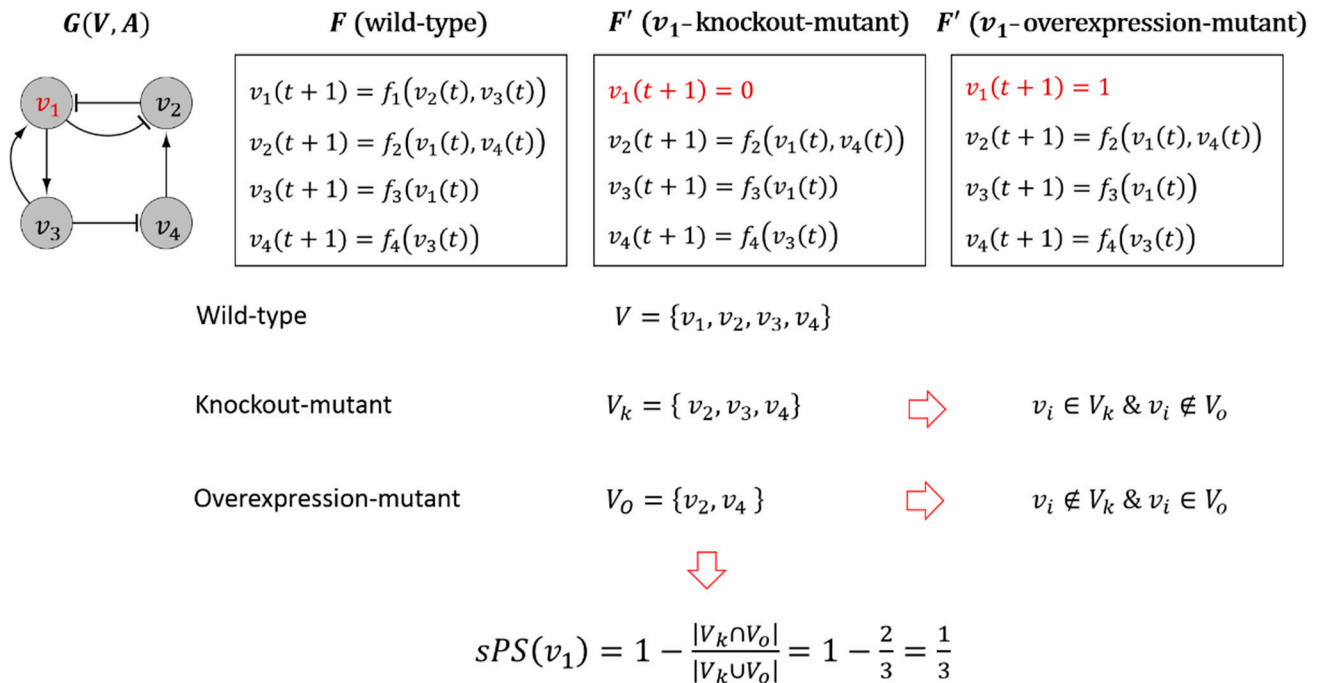 G(V, A)
F (wild-type)
F′ (v₁-knockout-mutant)
F′ (v₁-overexpression-mutant)
v₁
v₂
v₃
v₄
v₁(t + 1) = f₁(v₂(t), v₃(t))
v₂(t + 1) = f₂(v₁(t), v₄(t))
v₃(t + 1) = f₃(v₁(t))
v₄(t + 1) = f₄(v₃(t))
v₁(t + 1) = 0
v₂(t + 1) = f₂(v₁(t), v₄(t))
v₃(t + 1) = f₃(v₁(t))
v₄(t + 1) = f₄(v₃(t))
v₁(t + 1) = 1
v₂(t + 1) = f₂(v₁(t), v₄(t))
v₃(t + 1) = f₃(v₁(t))
v₄(t + 1) = f₄(v₃(t))
Wild-type V = {v₁, v₂, v₃, v₄}
Knockout-mutant Vₖ = { v₂, v₃, v₄} vᵢ ∈ Vₖ & vᵢ ∉ Vₒ
Overexpression-mutant V_O = {v₂, v₄ } vᵢ ∉ Vₖ & vᵢ ∈ Vₒ
sPS(v₁) = 1 − |Vₖ∩Vₒ|/|Vₖ∪Vₒ| = 1 − 2/3 = 1/3